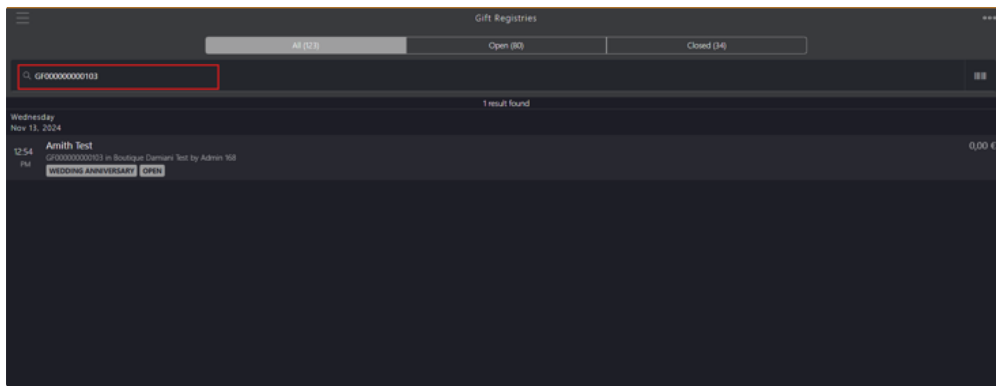 Gift Registries
All (123)
Open (80)
Closed (34)
GF000000000103
1 result found
Wednesday
Nov 13, 2024
12:54
PM
Amith Test
GF000000000103 in Boutique Damiani Test by Admin 168
WEDDING ANNIVERSARY OPEN
0,00 €